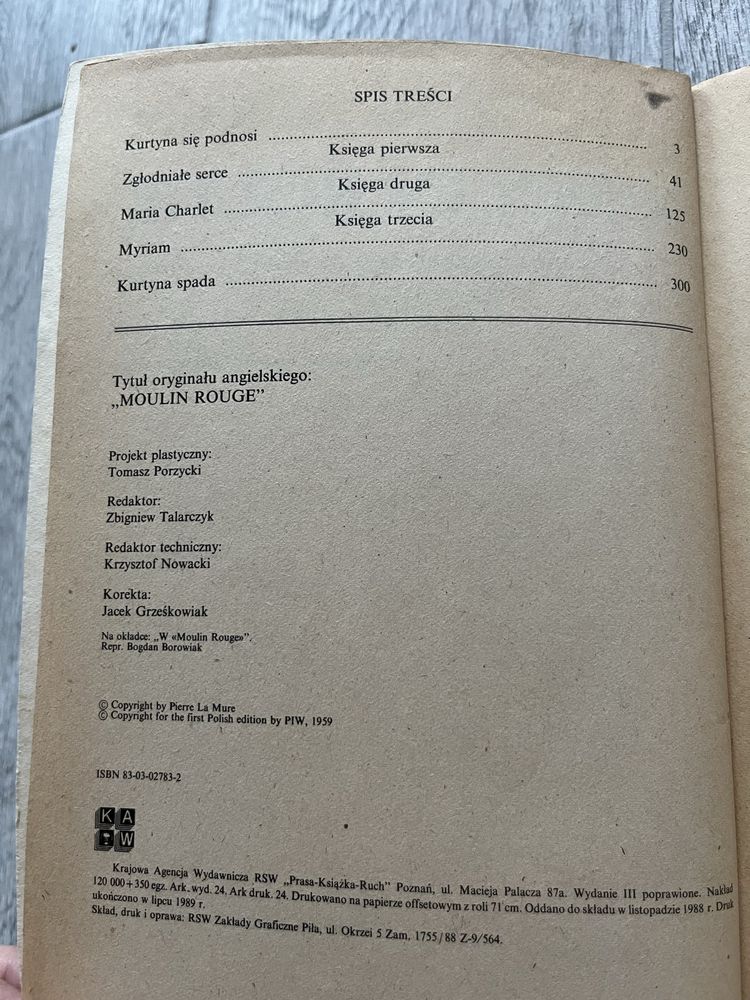 SPIS TREŚCI
Kurtyna się podnosi ........ 3
Księga pierwsza
Zgłodniałe serce ........ 41
Księga druga
Maria Charlet ........ 125
Księga trzecia
Myriam ........ 230
Kurtyna spada ........ 300
Tytuł oryginału angielskiego:
„MOULIN ROUGE”
Projekt plastyczny:
Tomasz Porzycki
Redaktor:
Zbigniew Talarczyk
Redaktor techniczny:
Krzysztof Nowacki
Korekta:
Jacek Grześkowiak
Na okładce: „W «Moulin Rouge»”.
Repr. Bogdan Borowiak
© Copyright by Pierre La Mure
© Copyright for the first Polish edition by PIW, 1959
ISBN 83-03-02783-2
K A
W
Krajowa Agencja Wydawnicza RSW „Prasa-Książka-Ruch” Poznań, ul. Macieja Palacza 87a. Wydanie III poprawione. Nakład
120 000+350 egz. Ark. wyd. 24. Ark druk. 24. Drukowano na papierze offsetowym z roli 71 cm. Oddano do składu w listopadzie 1988 r. Druk
ukończono w lipcu 1989 r.
Skład, druk i oprawa: RSW Zakłady Graficzne Piła, ul. Okrzei 5 Zam. 1755/88 Z-9/564.